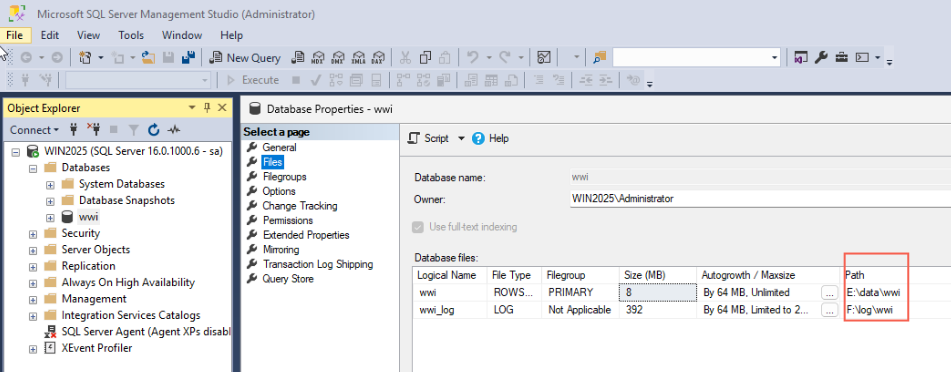 Microsoft SQL Server Management Studio (Administrator)
File Edit View Tools Window Help
New Query MDX DMX XMLA DAX
Execute
Object Explorer
Connect
WIN2025 (SQL Server 16.0.1000.6 - sa)
Databases
System Databases
Database Snapshots
wwi
Security
Server Objects
Replication
Always On High Availability
Management
Integration Services Catalogs
SQL Server Agent (Agent XPs disabl
XEvent Profiler
Database Properties - wwi
Select a page
General
Files
Filegroups
Options
Change Tracking
Permissions
Extended Properties
Mirroring
Transaction Log Shipping
Query Store
Script Help
Database name: wwi
Owner: WIN2025\Administrator
Use full-text indexing
Database files:
Logical Name File Type Filegroup Size (MB) Autogrowth / Maxsize Path
wwi ROWS... PRIMARY 8 By 64 MB, Unlimited ... E:\data\wwi
wwi_log LOG Not Applicable 392 By 64 MB, Limited to 2... ... F:\log\wwi